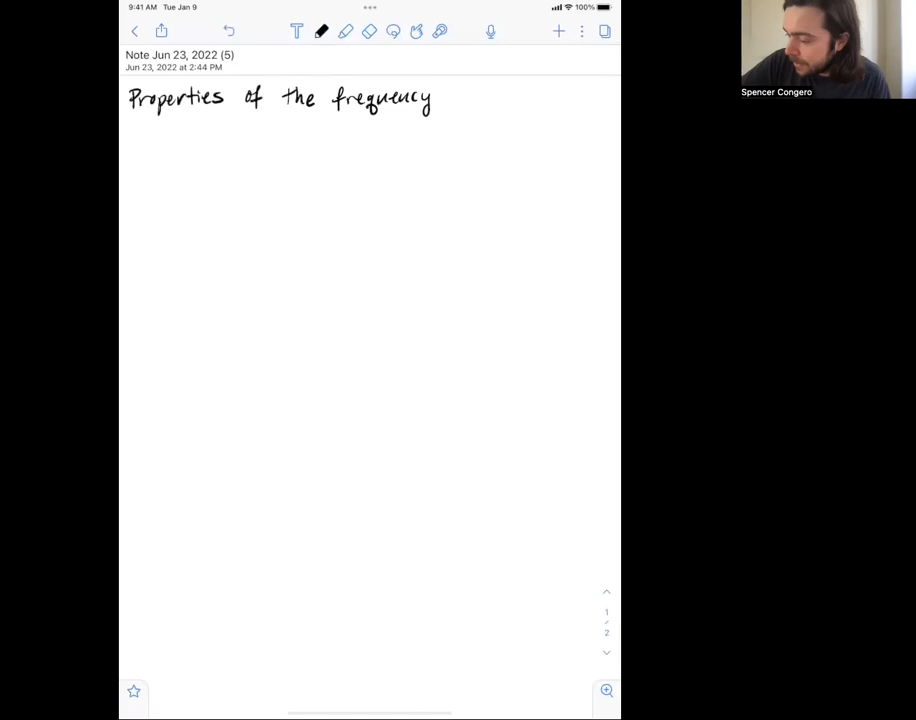 9:41 AM Tue Jan 9
100%
Note Jun 23, 2022 (5)
Jun 23, 2022 at 2:44 PM
Properties of the frequency
Spencer Congero
1
/
2